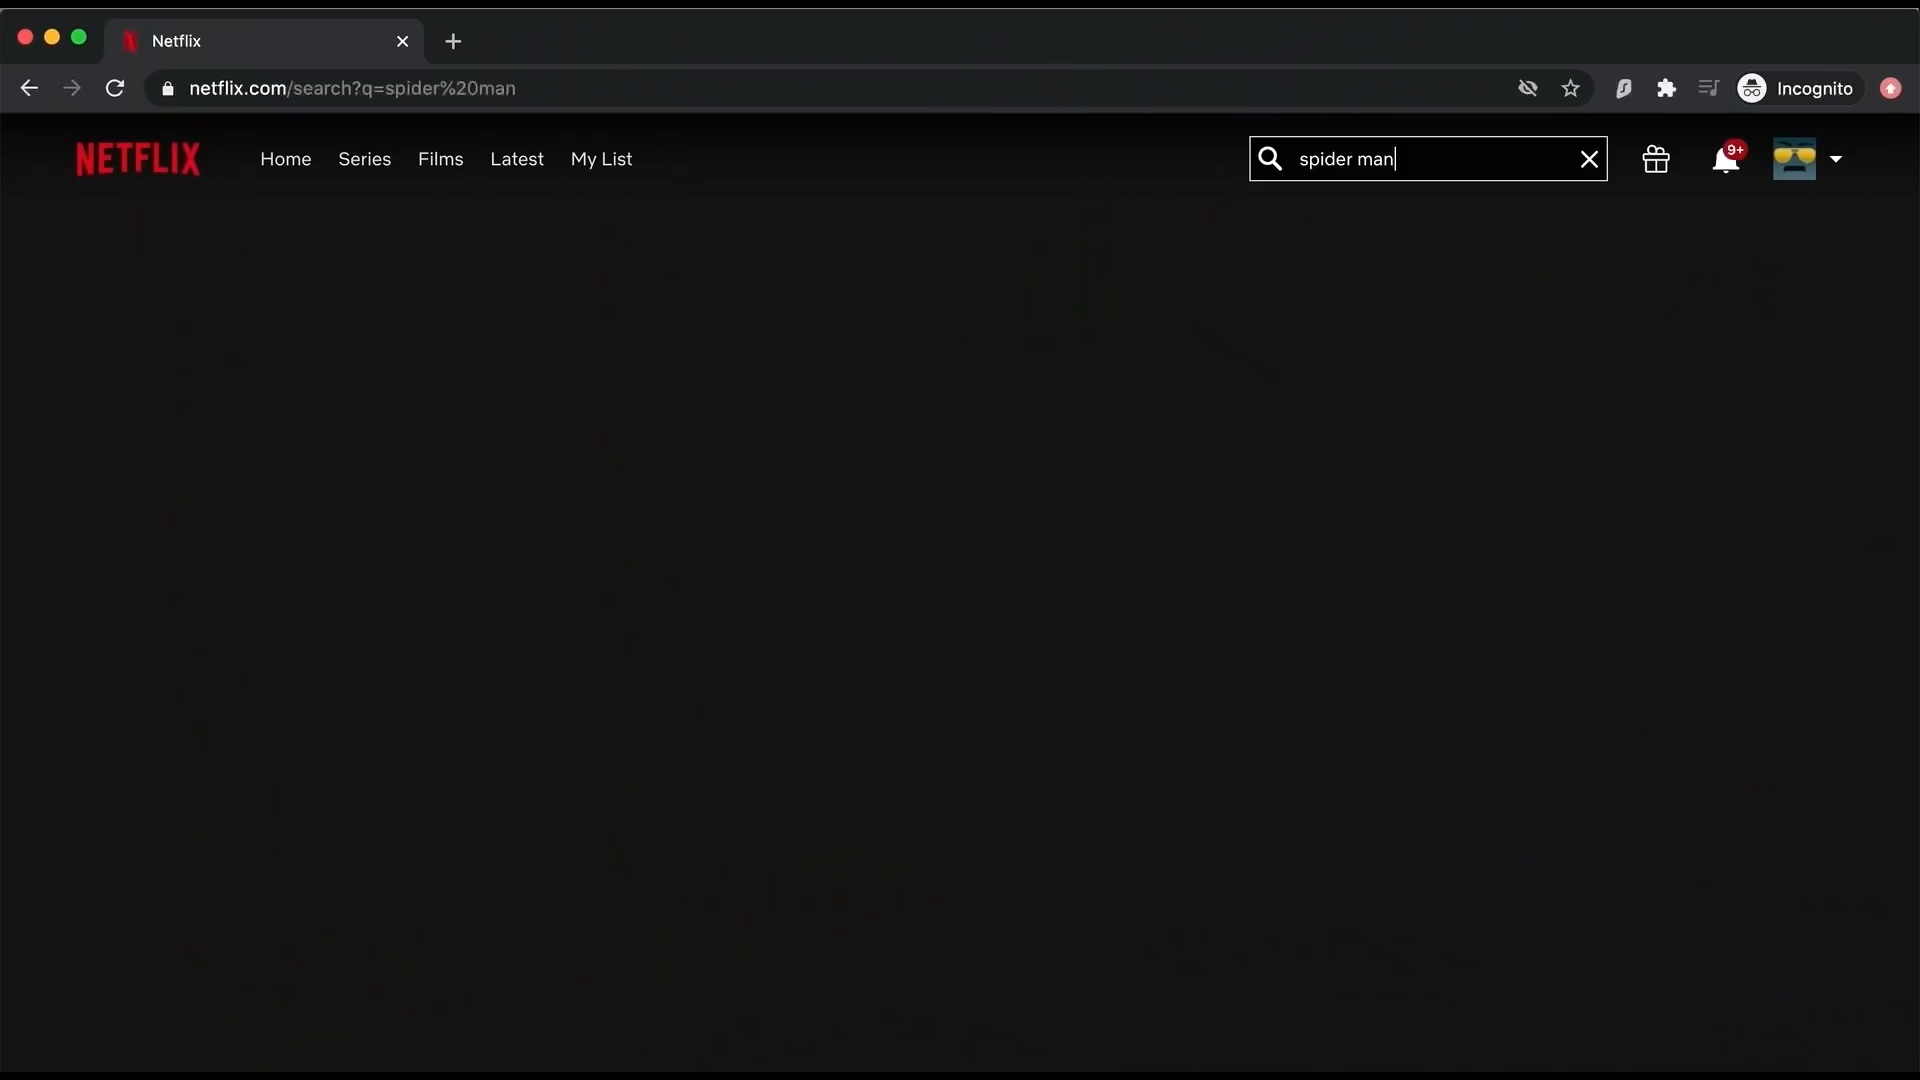 Netflix
netflix.com/search?q=spider%20man
Incognito
NETFLIX
Home
Series
Films
Latest
My List
spider man
9+